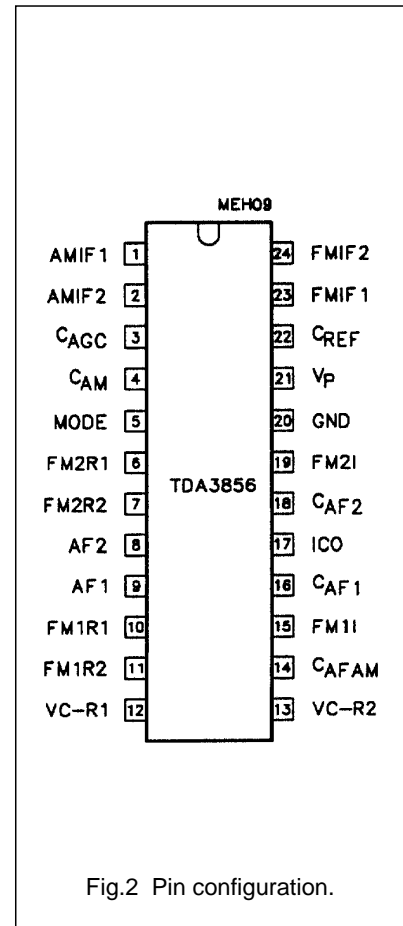 MEH09
AMIF1 1 24 FMIF2
AMIF2 2 23 FMIF1
CAGC 3 22 CREF
CAM 4 21 VP
MODE 5 20 GND
FM2R1 6 19 FM2I
FM2R2 7 18 CAF2
TDA3856
AF2 8 17 ICO
AF1 9 16 CAF1
FM1R1 10 15 FM1I
FM1R2 11 14 CAFAM
VC-R1 12 13 VC-R2
Fig.2 Pin configuration.